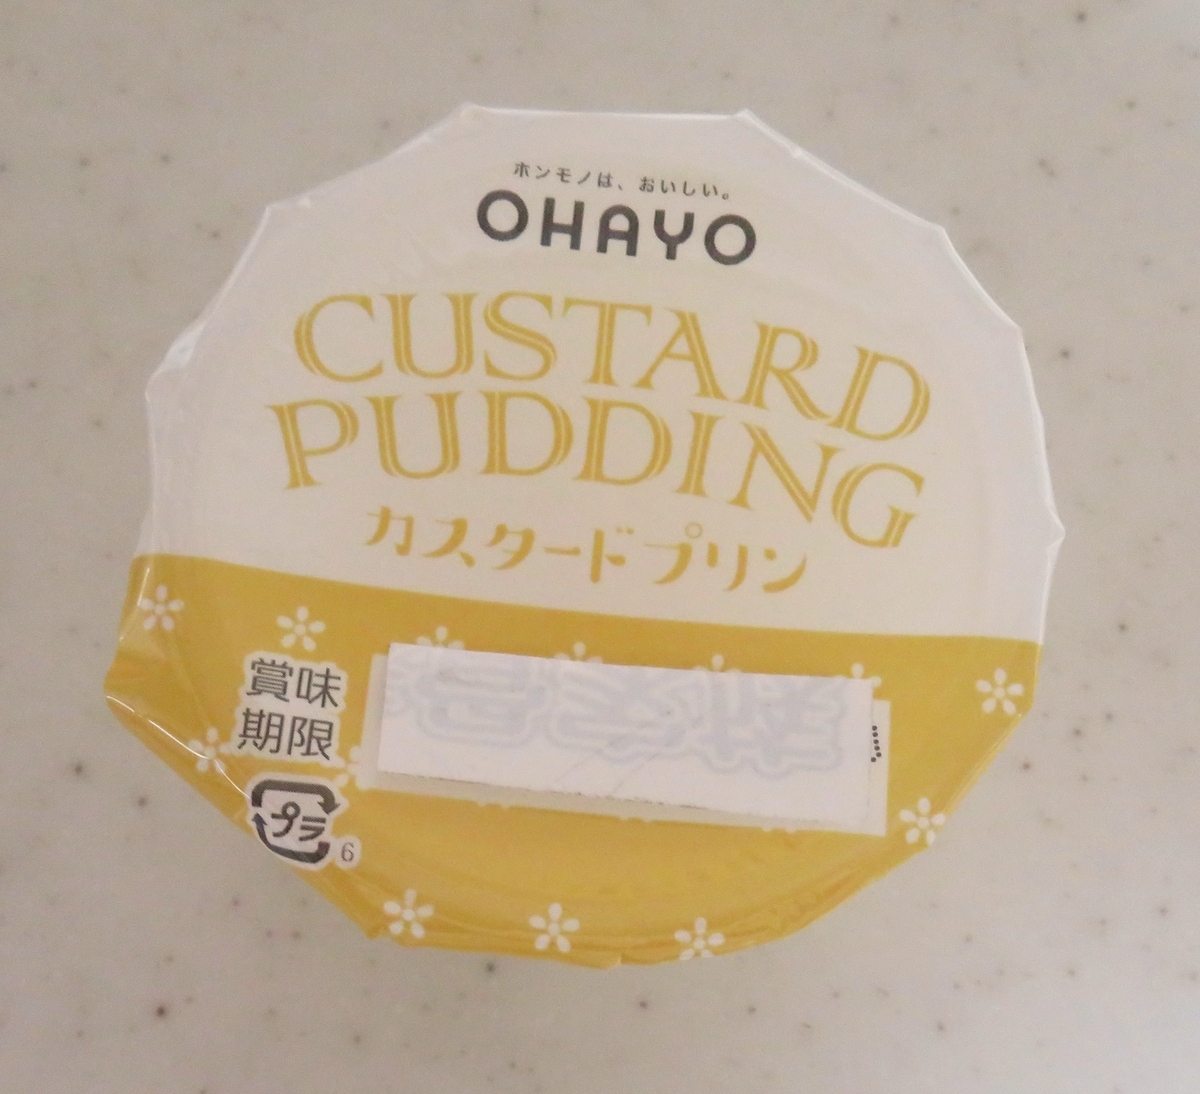 ホンモノは、おいしい。
OHAYO
CUSTARD
PUDDING
カスタードプリン
賞味
期限
プラ
6